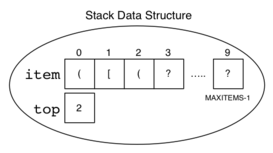 Stack Data Structure
0 1 2 3 9
item ( [ ( ? ..... ?
MAXITEMS-1
top 2